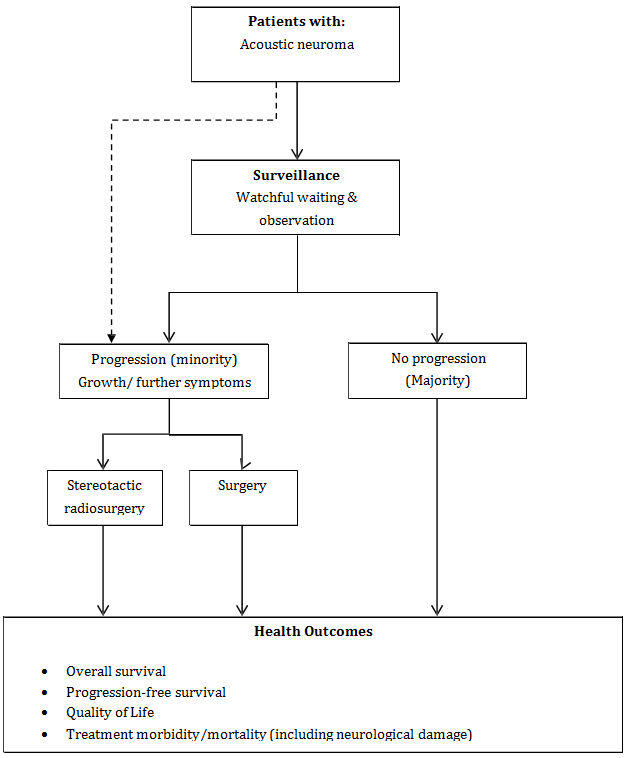 Patients with:
Acoustic neuroma
Surveillance
Watchful waiting &
observation
Progression (minority)
Growth/ further symptoms
No progression
(Majority)
Stereotactic
radiosurgery
Surgery
Health Outcomes
• Overall survival
• Progression-free survival
• Quality of Life
• Treatment morbidity/mortality (including neurological damage)